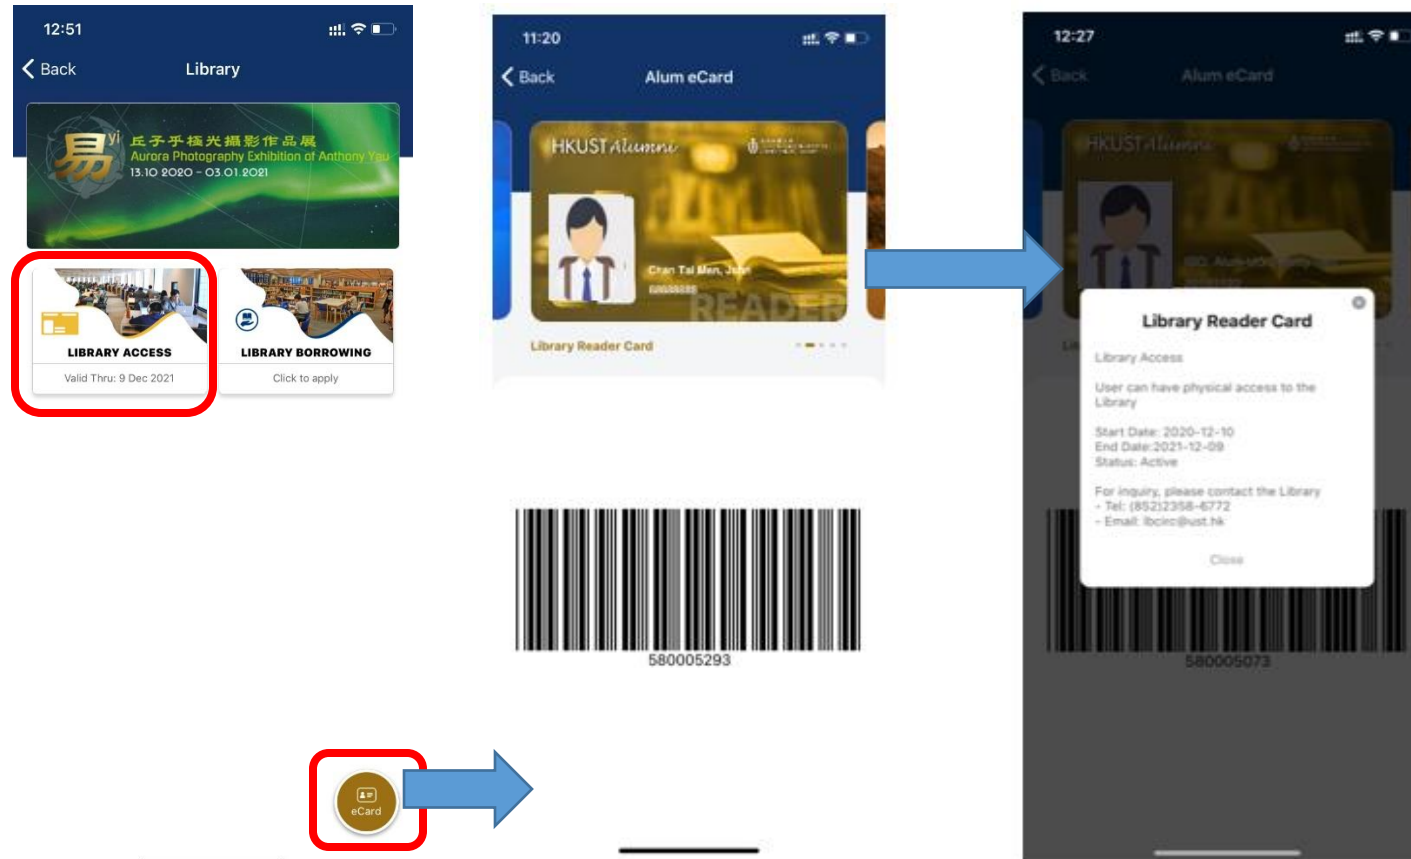 12:51
Back
Library
易 yi
丘子乎極光攝影作品展
Aurora Photography Exhibition of Anthony Yau
13.10 2020 - 03.01.2021
LIBRARY ACCESS
Valid Thru: 9 Dec 2021
LIBRARY BORROWING
Click to apply
eCard
11:20
Back
Alum eCard
HKUST Alumni
Chan Tai Man, John
READER
Library Reader Card
580005293
12:27
Back
Alum eCard
HKUST Alumni
Library Reader Card
Library Access
User can have physical access to the
Library
Start Date: 2020-12-10
End Date:2021-12-09
Status: Active
For inquiry, please contact the Library
- Tel: (852)2358-6772
- Email: lbcirc@ust.hk
Close
580005073